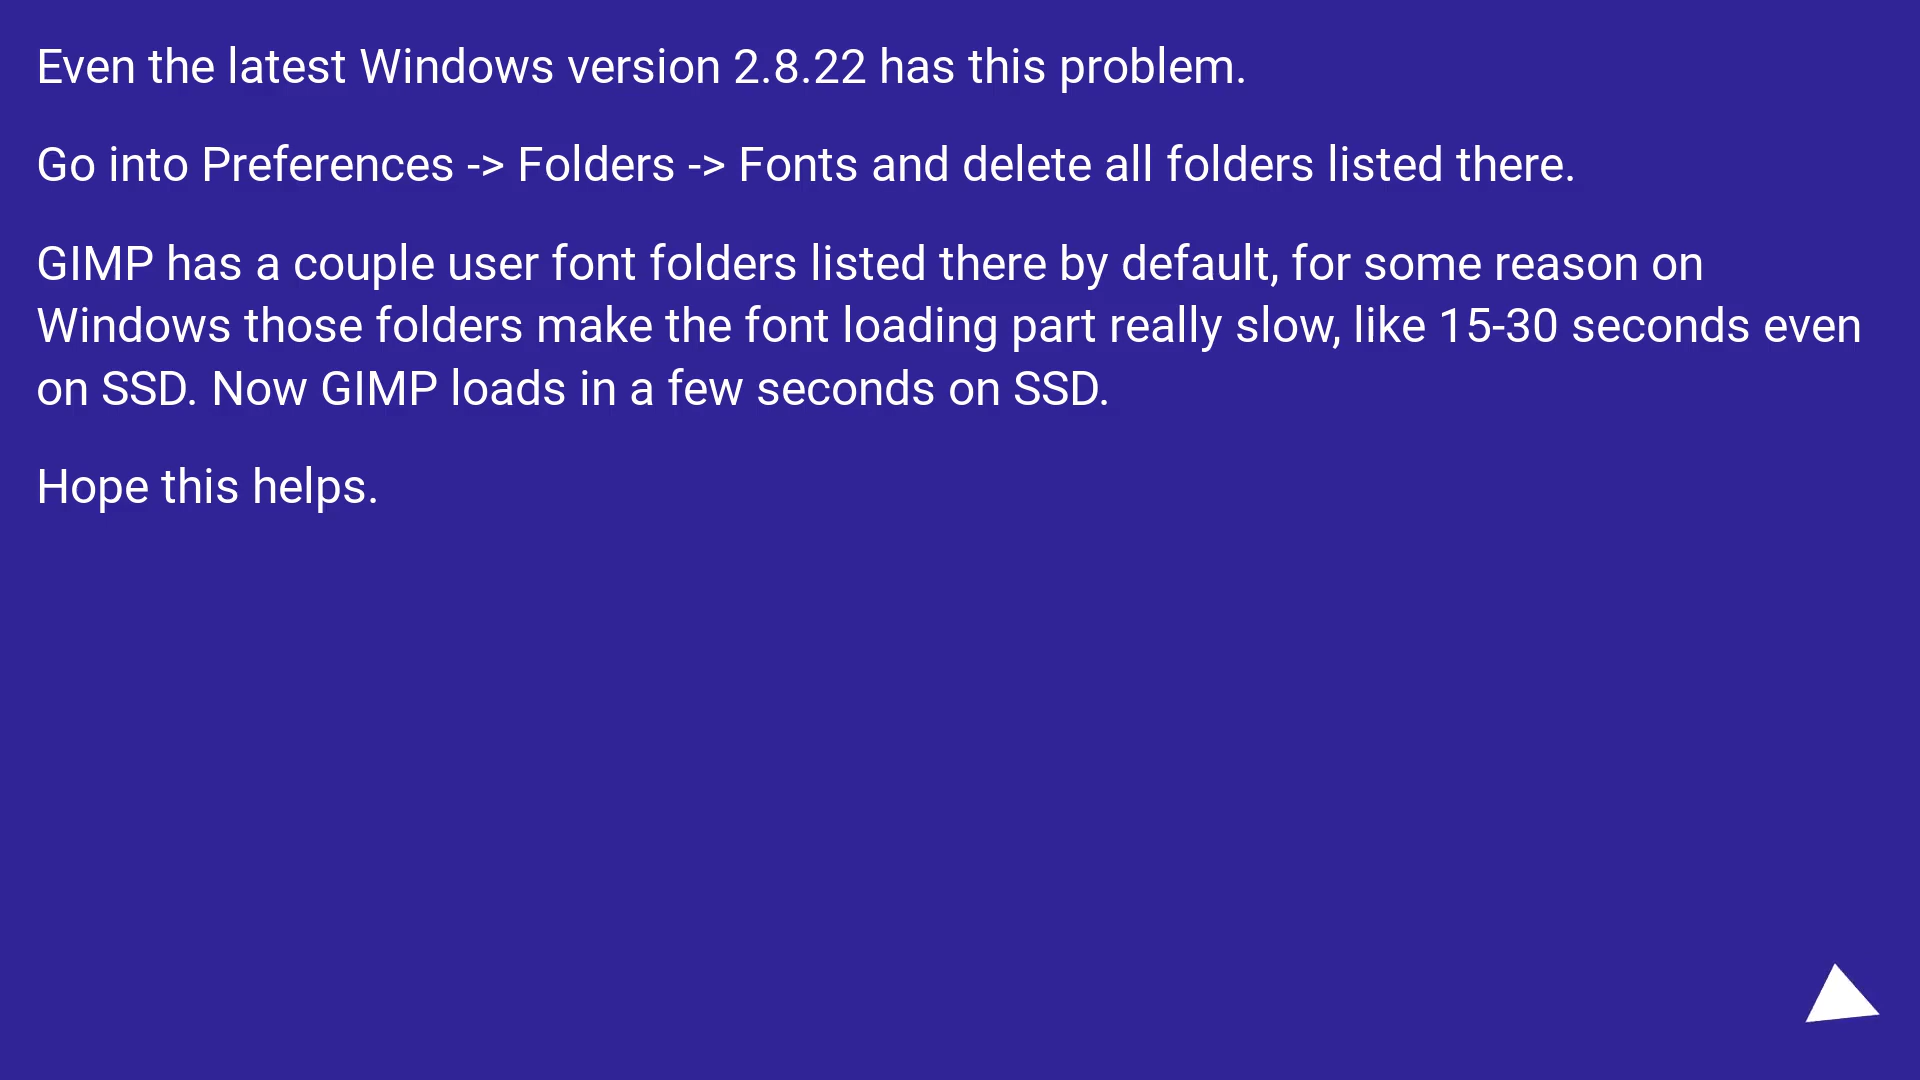 Even the latest Windows version 2.8.22 has this problem.
Go into Preferences -> Folders -> Fonts and delete all folders listed there.
GIMP has a couple user font folders listed there by default, for some reason on
Windows those folders make the font loading part really slow, like 15-30 seconds even
on SSD. Now GIMP loads in a few seconds on SSD.
Hope this helps.